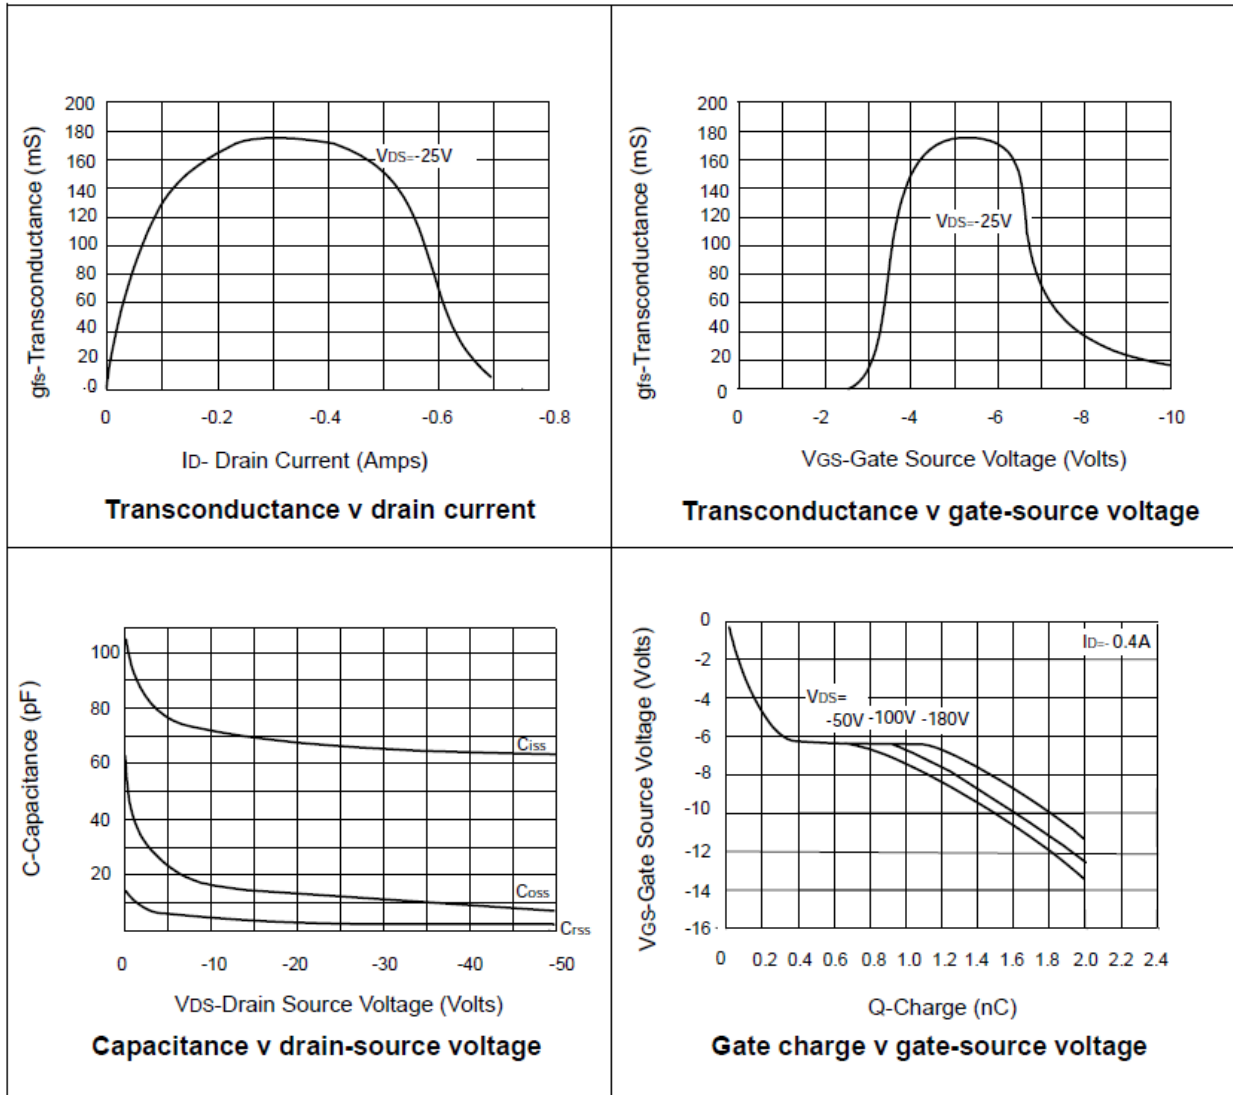 gfs-Transconductance (mS)
200
180
160
140
120
100
80
60
40
20
-0
VDS=-25V
0 -0.2 -0.4 -0.6 -0.8
ID- Drain Current (Amps)
Transconductance v drain current
gfs-Transconductance (mS)
200
180
160
140
120
100
80
60
40
20
0
VDS=-25V
0 -2 -4 -6 -8 -10
VGS-Gate Source Voltage (Volts)
Transconductance v gate-source voltage
C-Capacitance (pF)
100
80
60
40
20
Ciss
Coss
Crss
0 -10 -20 -30 -40 -50
VDS-Drain Source Voltage (Volts)
Capacitance v drain-source voltage
VGS-Gate Source Voltage (Volts)
0
-2
-4
-6
-8
-10
-12
-14
-16
ID=- 0.4A
VDS=
-50V -100V -180V
0 0.2 0.4 0.6 0.8 1.0 1.2 1.4 1.6 1.8 2.0 2.2 2.4
Q-Charge (nC)
Gate charge v gate-source voltage